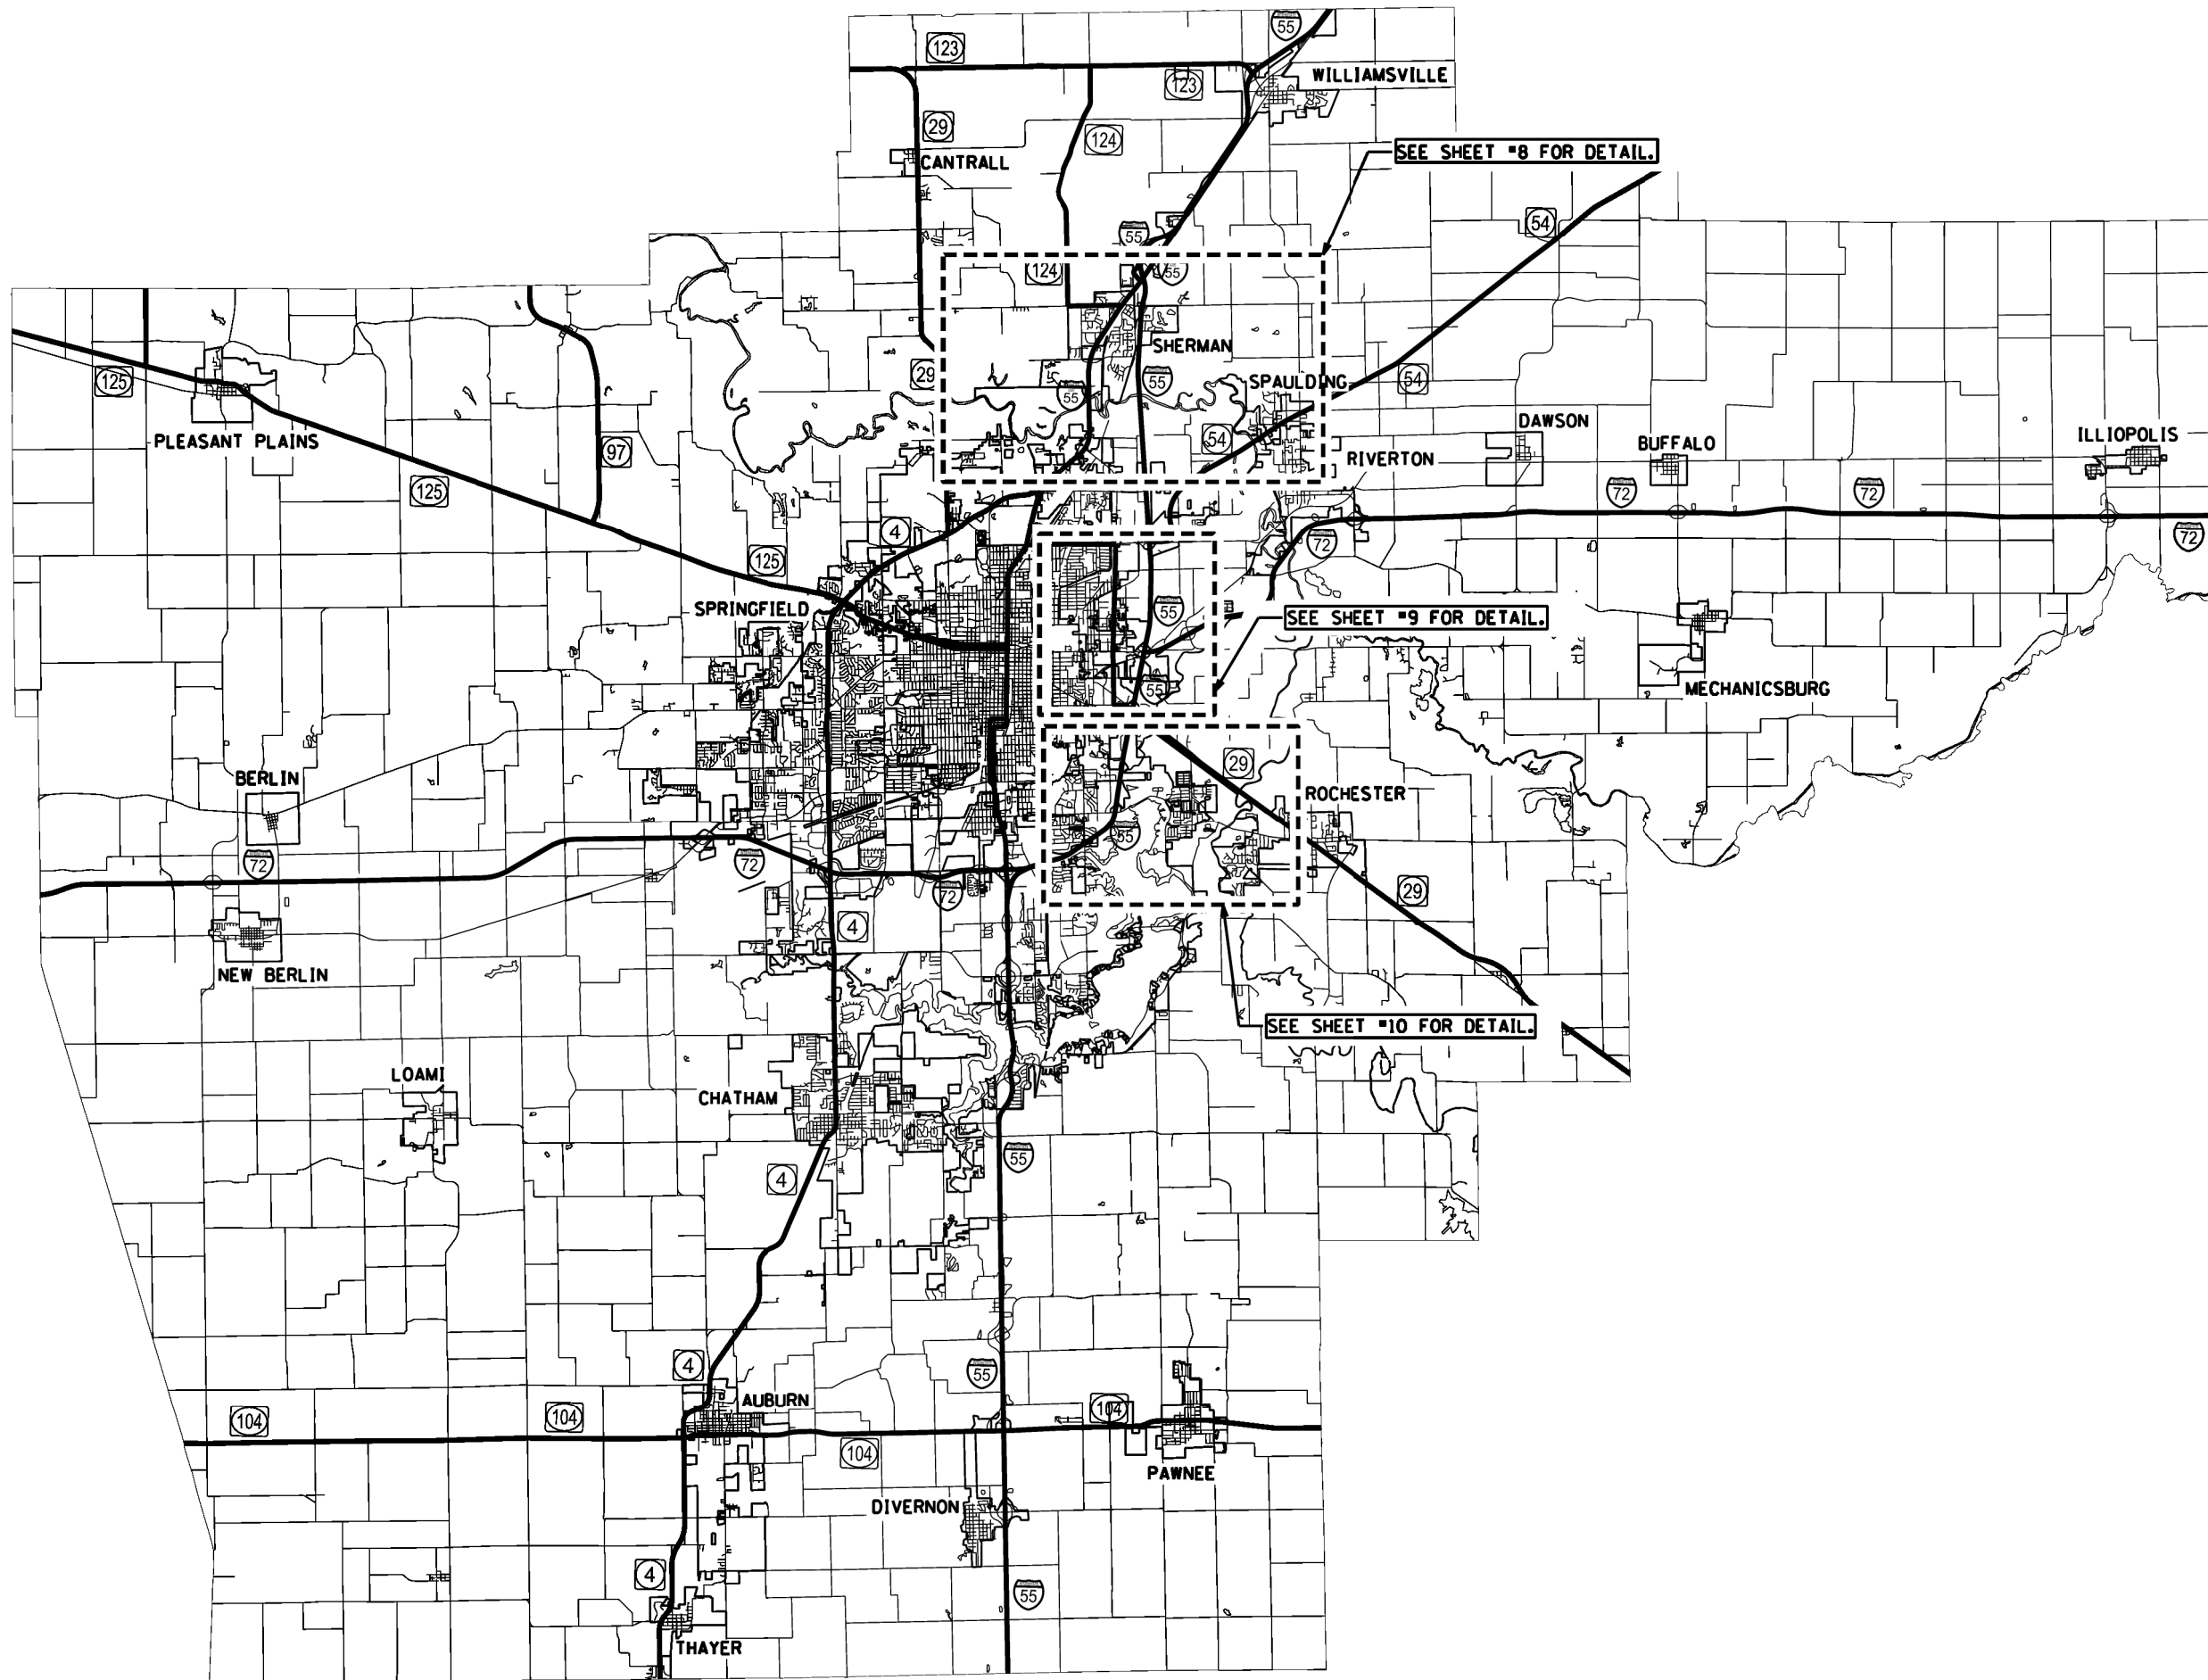 55
123
WILLIAMSVILLE
123
29
124
CANTRALL
SEE SHEET "8 FOR DETAIL.
54
55
124
55
SHERMAN
29
55
55
SPAULDING
54
125
PLEASANT PLAINS
97
125
54
DAWSON
BUFFALO
ILLIOPOLIS
RIVERTON
72
72
72
72
4
125
SPRINGFIELD
55
SEE SHEET "9 FOR DETAIL.
55
MECHANICSBURG
29
ROCHESTER
BERLIN
55
72
72
72
29
4
NEW BERLIN
SEE SHEET "10 FOR DETAIL.
LOAMI
CHATHAM
55
4
4
55
AUBURN
104
104
104
104
PAWNEE
DIVERNON
4
55
THAYER